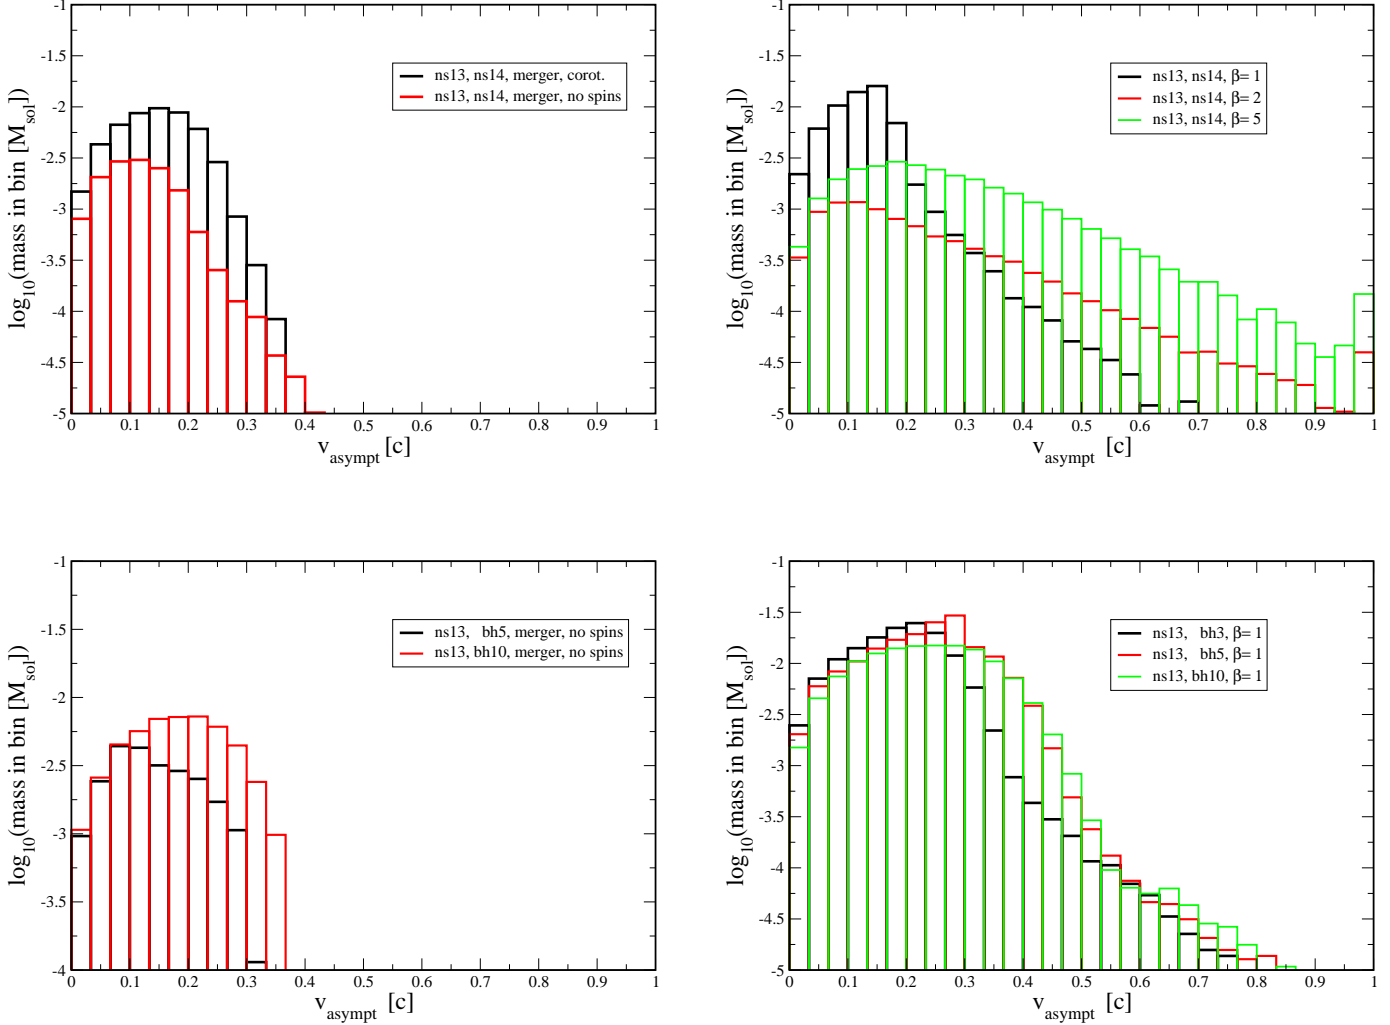 -1
-1.5
-2
-2.5
-3
-3.5
-4
-4.5
-5
log10(mass in bin [Msol])
ns13, ns14, merger, corot.
ns13, ns14, merger, no spins
0 0.1 0.2 0.3 0.4 0.5 0.6 0.7 0.8 0.9 1
vasympt [c]
-1
-1.5
-2
-2.5
-3
-3.5
-4
-4.5
-5
log10(mass in bin [Msol])
ns13, ns14, β= 1
ns13, ns14, β= 2
ns13, ns14, β= 5
0 0.1 0.2 0.3 0.4 0.5 0.6 0.7 0.8 0.9 1
vasympt [c]
-1
-1.5
-2
-2.5
-3
-3.5
-4
log10(mass in bin [Msol])
ns13, bh5, merger, no spins
ns13, bh10, merger, no spins
0 0.1 0.2 0.3 0.4 0.5 0.6 0.7 0.8 0.9 1
vasympt [c]
-1
-1.5
-2
-2.5
-3
-3.5
-4
-4.5
-5
log10(mass in bin [Msol])
ns13, bh3, β= 1
ns13, bh5, β= 1
ns13, bh10, β= 1
0 0.1 0.2 0.3 0.4 0.5 0.6 0.7 0.8 0.9 1
vasympt [c]